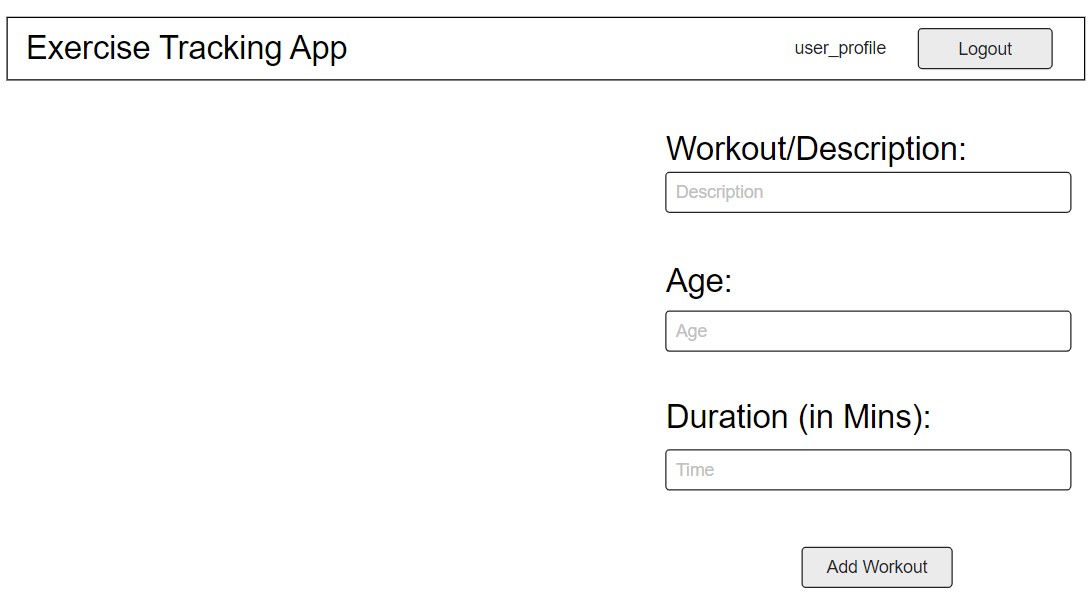 Exercise Tracking App user_profile Logout
Workout/Description:
Description
Age:
Age
Duration (in Mins):
Time
Add Workout